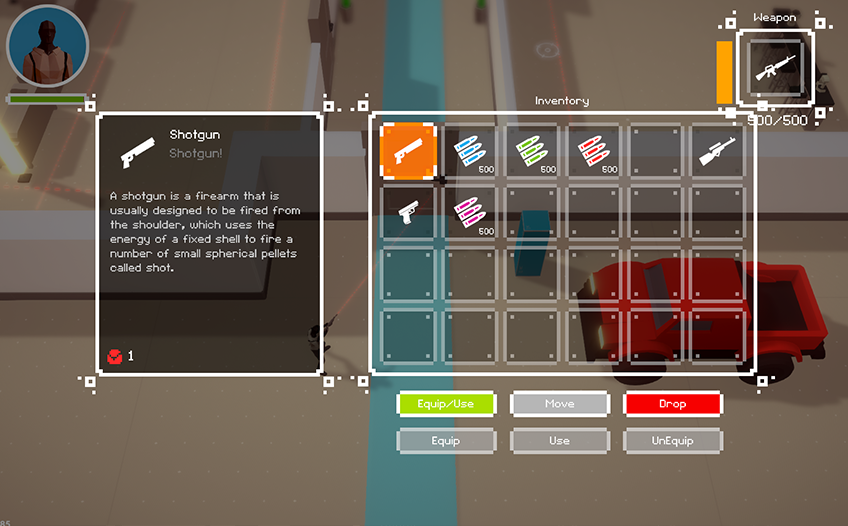 Weapon
500/500
Inventory
Shotgun
Shotgun!
A shotgun is a firearm that is
usually designed to be fired from
the shoulder, which uses the
energy of a fixed shell to fire a
number of small spherical pellets
called shot.
1
500
500
500
500
Equip/Use
Move
Drop
Equip
Use
UnEquip
85